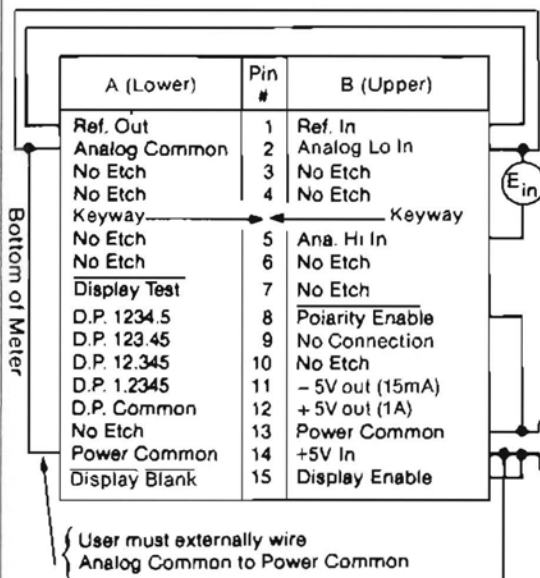 A (Lower) Pin # B (Upper)
Ref. Out 1 Ref. In
Analog Common 2 Analog Lo In
No Etch 3 No Etch
No Etch 4 No Etch
Keyway Keyway
No Etch 5 Ana. Hi In
No Etch 6 No Etch
Display Test 7 No Etch
D.P. 1234.5 8 Polarity Enable
D.P. 123.45 9 No Connection
D.P. 12.345 10 No Etch
D.P. 1.2345 11 – 5V out (15mA)
D.P. Common 12 + 5V out (1A)
No Etch 13 Power Common
Power Common 14 +5V In
Display Blank 15 Display Enable
Bottom of Meter
Ein
User must externally wire
Analog Common to Power Common